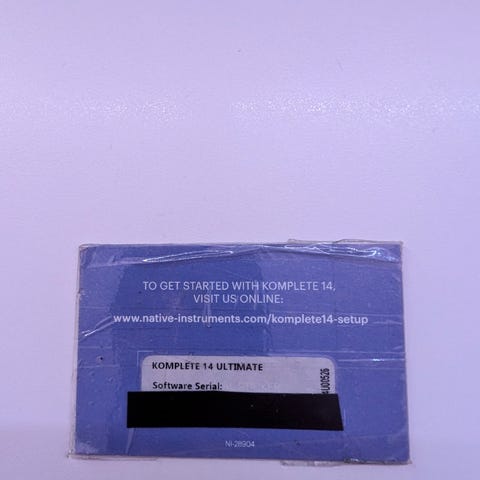 TO GET STARTED WITH KOMPLETE 14,
VISIT US ONLINE:
www.native-instruments.com/komplete14-setup
KOMPLETE 14 ULTIMATE
Software Serial:
NI-28904